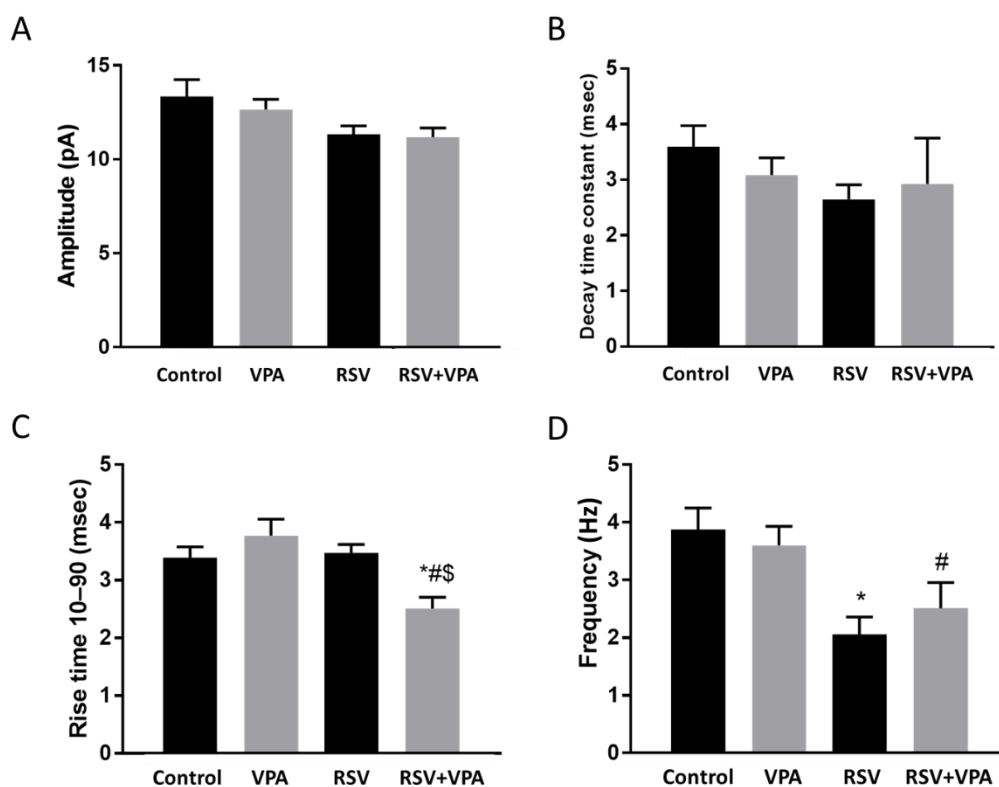 A
Amplitude (pA)
15
10
5
0
Control VPA RSV RSV+VPA
B
Decay time constant (msec)
5
4
3
2
1
0
Control VPA RSV RSV+VPA
C
Rise time 10–90 (msec)
5
4
3
2
1
0
*#$
Control VPA RSV RSV+VPA
D
Frequency (Hz)
5
4
3
2
1
0
*
#
Control VPA RSV RSV+VPA